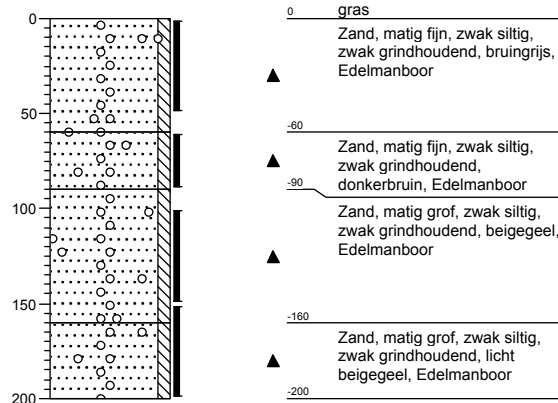 0
50
100
150
200
0 gras
Zand, matig fijn, zwak siltig,
zwak grindhoudend, bruingrijs,
Edelmanboor
-60
Zand, matig fijn, zwak siltig,
zwak grindhoudend,
donkerbruin, Edelmanboor
-90
Zand, matig grof, zwak siltig,
zwak grindhoudend, beigegeel,
Edelmanboor
-160
Zand, matig grof, zwak siltig,
zwak grindhoudend, licht
beigegeel, Edelmanboor
-200